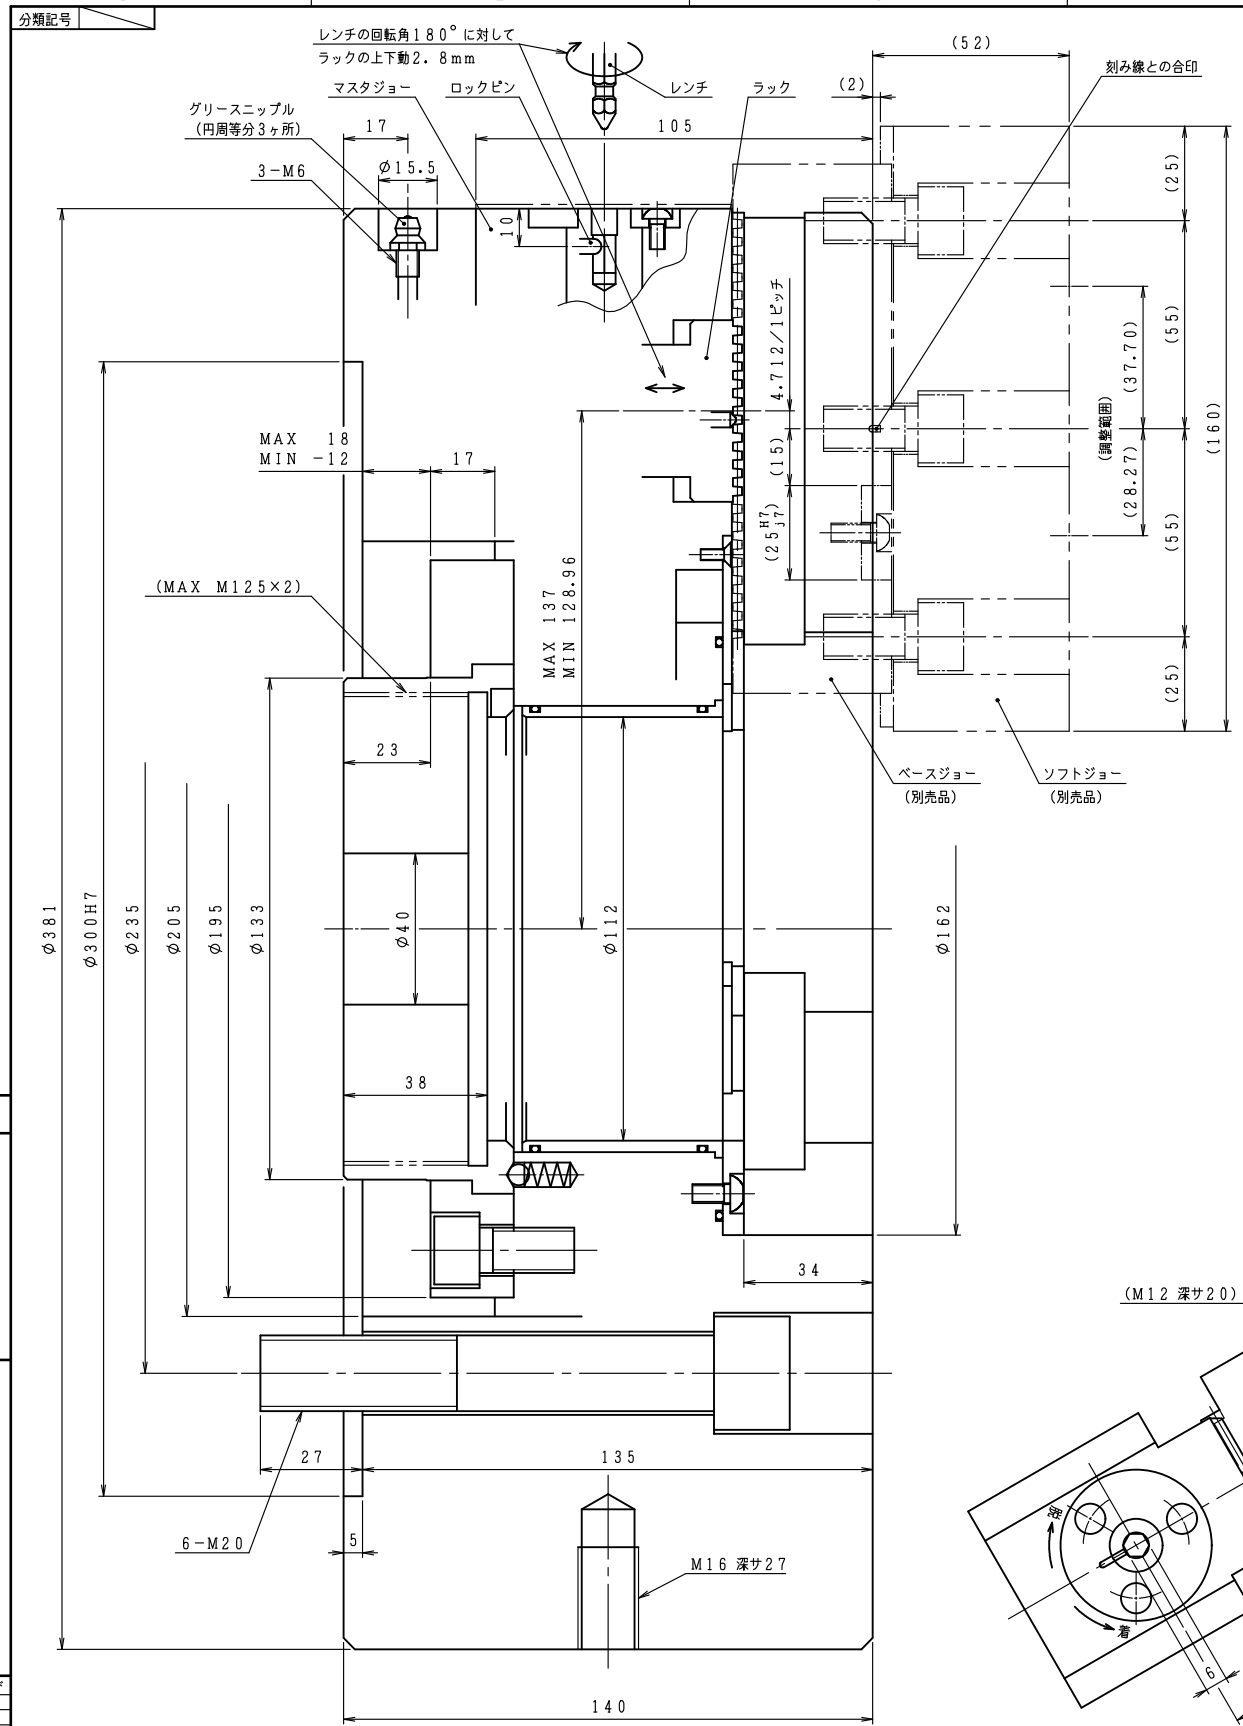 分類記号
レンチの回転角180°に対して
ラックの上下動2.8mm
マスタジョー
ロックピン
レンチ
ラック
(52)
刻み線との合印
(2)
グリースニップル
(円周等分3ヶ所)
17
105
3-M6
φ15.5
10
(25)
4.712/1ピッチ
(55)
(37.70)
(160)
(調整範囲)
MAX 18
MIN -12
17
(15)
(28.27)
(25H7/j7)
(55)
(MAX M125×2)
MAX 137
MIN 128.96
(25)
23
ベースジョー
(別売品)
ソフトジョー
(別売品)
φ381
φ300H7
φ235
φ205
φ195
φ133
φ40
φ112
φ162
38
34
(M12 深サ20)
27
135
6-M20
5
M16 深サ27
脱
着
6
140